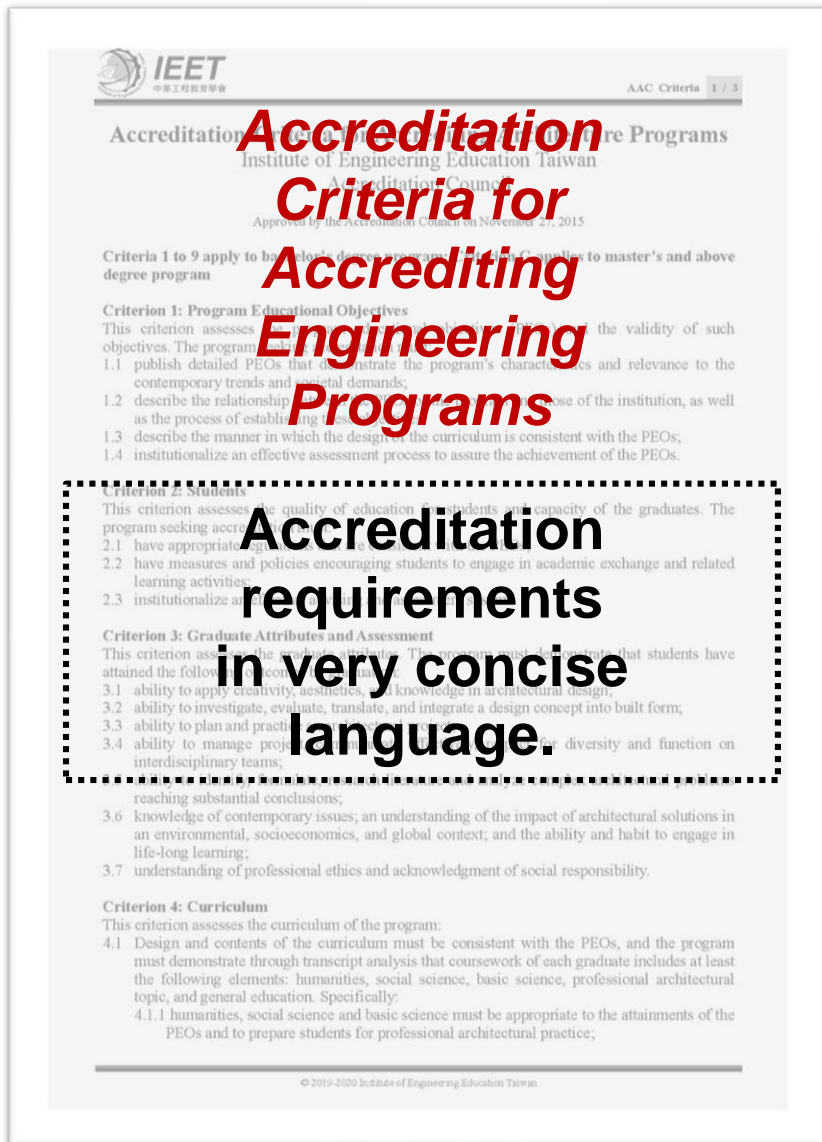 IEET
中華工程教育學會
AAC Criteria 1 / 3
Accreditation Criteria for Accrediting Architecture Programs
Institute of Engineering Education Taiwan
Accreditation Council
Approved by the Accreditation Council on November 27, 2015
Accreditation
Criteria for
Accrediting
Engineering
Programs
Criteria 1 to 9 apply to bachelor's degree program; Criterion G applies to master's and above
degree program
Criterion 1: Program Educational Objectives
This criterion assesses the and the validity of such
objectives. The program seeking
1.1 publish detailed PEOs that demonstrate the program's characteristics and relevance to the
contemporary trends and societal demands;
1.2 describe the relationship of the institution, as well
as the process of establishing
1.3 describe the manner in which the design of the curriculum is consistent with the PEOs;
1.4 institutionalize an effective assessment process to assure the achievement of the PEOs.
Criterion 2: Students
This criterion assesses the quality of education for students and capacity of the graduates. The
program seeking
2.1 have appropriate
2.2 have measures and policies encouraging students to engage in academic exchange and related
learning activities;
2.3 institutionalize
Accreditation
requirements
in very concise
language.
Criterion 3: Graduate Attributes and Assessment
This criterion assesses the graduate attributes. The program must demonstrate that students have
attained the following
3.1 ability to apply creativity, aesthetics, and knowledge in architectural design;
3.2 ability to investigate, evaluate, translate, and integrate a design concept into built form;
3.3 ability to plan and practice
3.4 ability to manage for diversity and function on
interdisciplinary teams;
reaching substantial conclusions;
3.6 knowledge of contemporary issues; an understanding of the impact of architectural solutions in
an environmental, socioeconomics, and global context; and the ability and habit to engage in
life-long learning;
3.7 understanding of professional ethics and acknowledgment of social responsibility.
Criterion 4: Curriculum
This criterion assesses the curriculum of the program:
4.1 Design and contents of the curriculum must be consistent with the PEOs, and the program
must demonstrate through transcript analysis that coursework of each graduate includes at least
the following elements: humanities, social science, basic science, professional architectural
topic, and general education. Specifically:
4.1.1 humanities, social science and basic science must be appropriate to the attainments of the
PEOs and to prepare students for professional architectural practice;
© 2019-2020 Institute of Engineering Education Taiwan